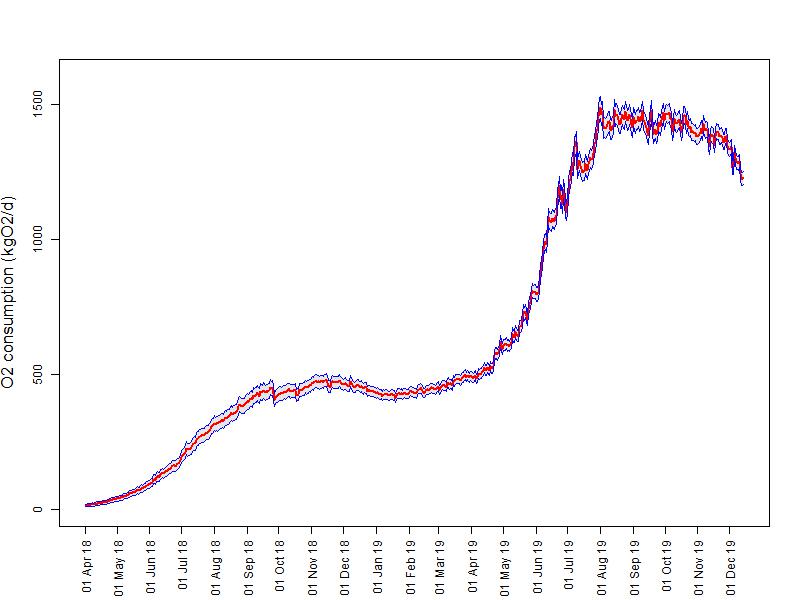 O2 consumption (kgO2/d)
1500
1000
500
0
01 Apr 18
01 May 18
01 Jun 18
01 Jul 18
01 Aug 18
01 Sep 18
01 Oct 18
01 Nov 18
01 Dec 18
01 Jan 19
01 Feb 19
01 Mar 19
01 Apr 19
01 May 19
01 Jun 19
01 Jul 19
01 Aug 19
01 Sep 19
01 Oct 19
01 Nov 19
01 Dec 19